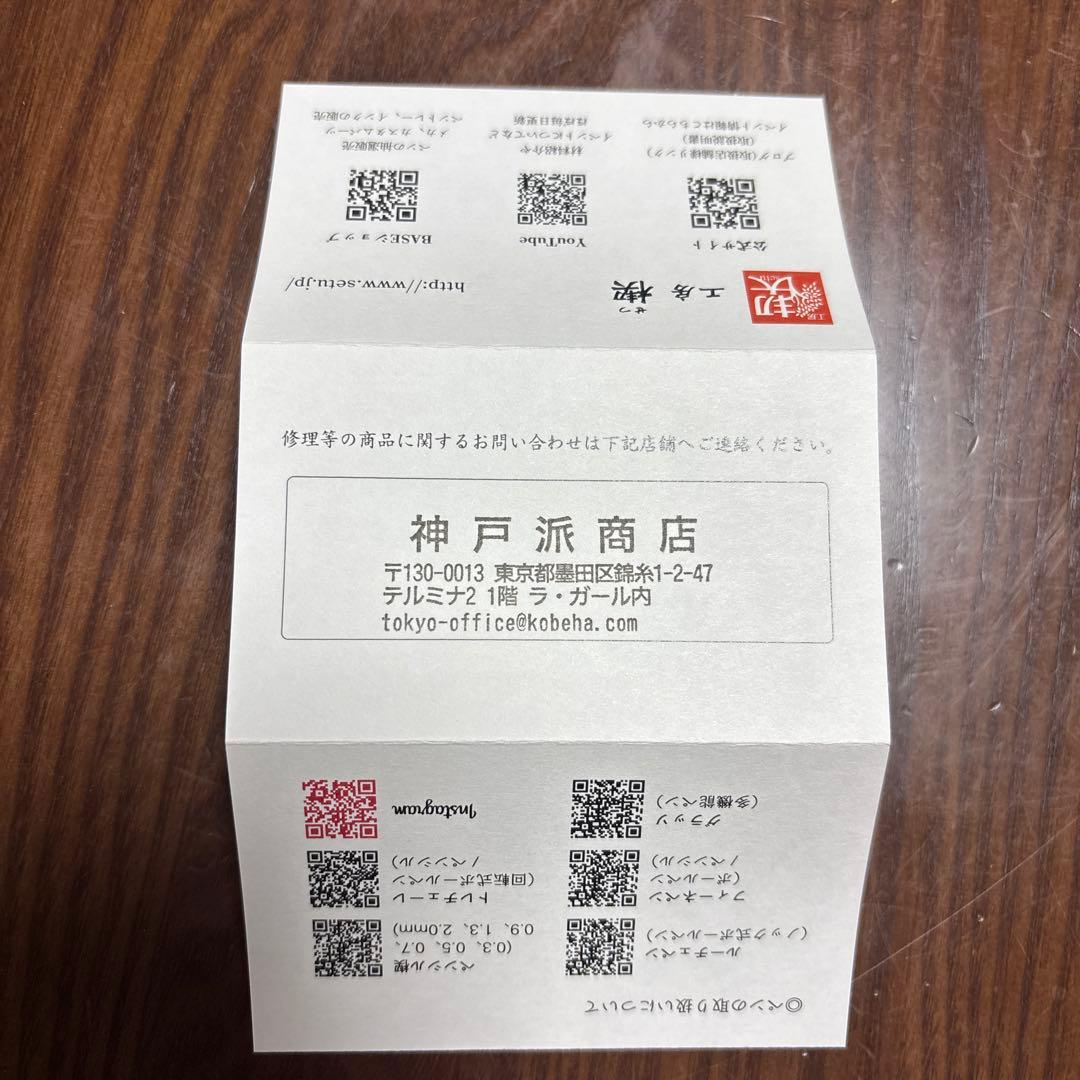 工房
楔
setu
工房 楔
せつ
http://www.setu.jp/
公式サイト
ブログ(取扱店舗様リンク)
(取扱説明書)
イベント情報はこちらから
YouTube
材料紹介や
イベントについてなど
ほぼ毎日更新
BASEショップ
ペンの抽選販売
メカ、カスタムパーツ
ペントレー、インクの販売
修理等の商品に関するお問い合わせは下記店舗へご連絡ください。
神戸派商店
〒130-0013 東京都墨田区錦糸1-2-47
テルミナ2 1階 ラ・ガール内
tokyo-office@kobeha.com
◎ペンの取り扱いについて
ルーチェペン
(ノック式ボールペン)
ペンシル楔
(0.3、0.5、0.7、
0.9、1.3、2.0mm)
フィーネペン
(ボールペン
/ペンシル)
トレチェーレ
(回転式ボールペン
/ペンシル)
グラッソ
(多機能ペン)
Instagram